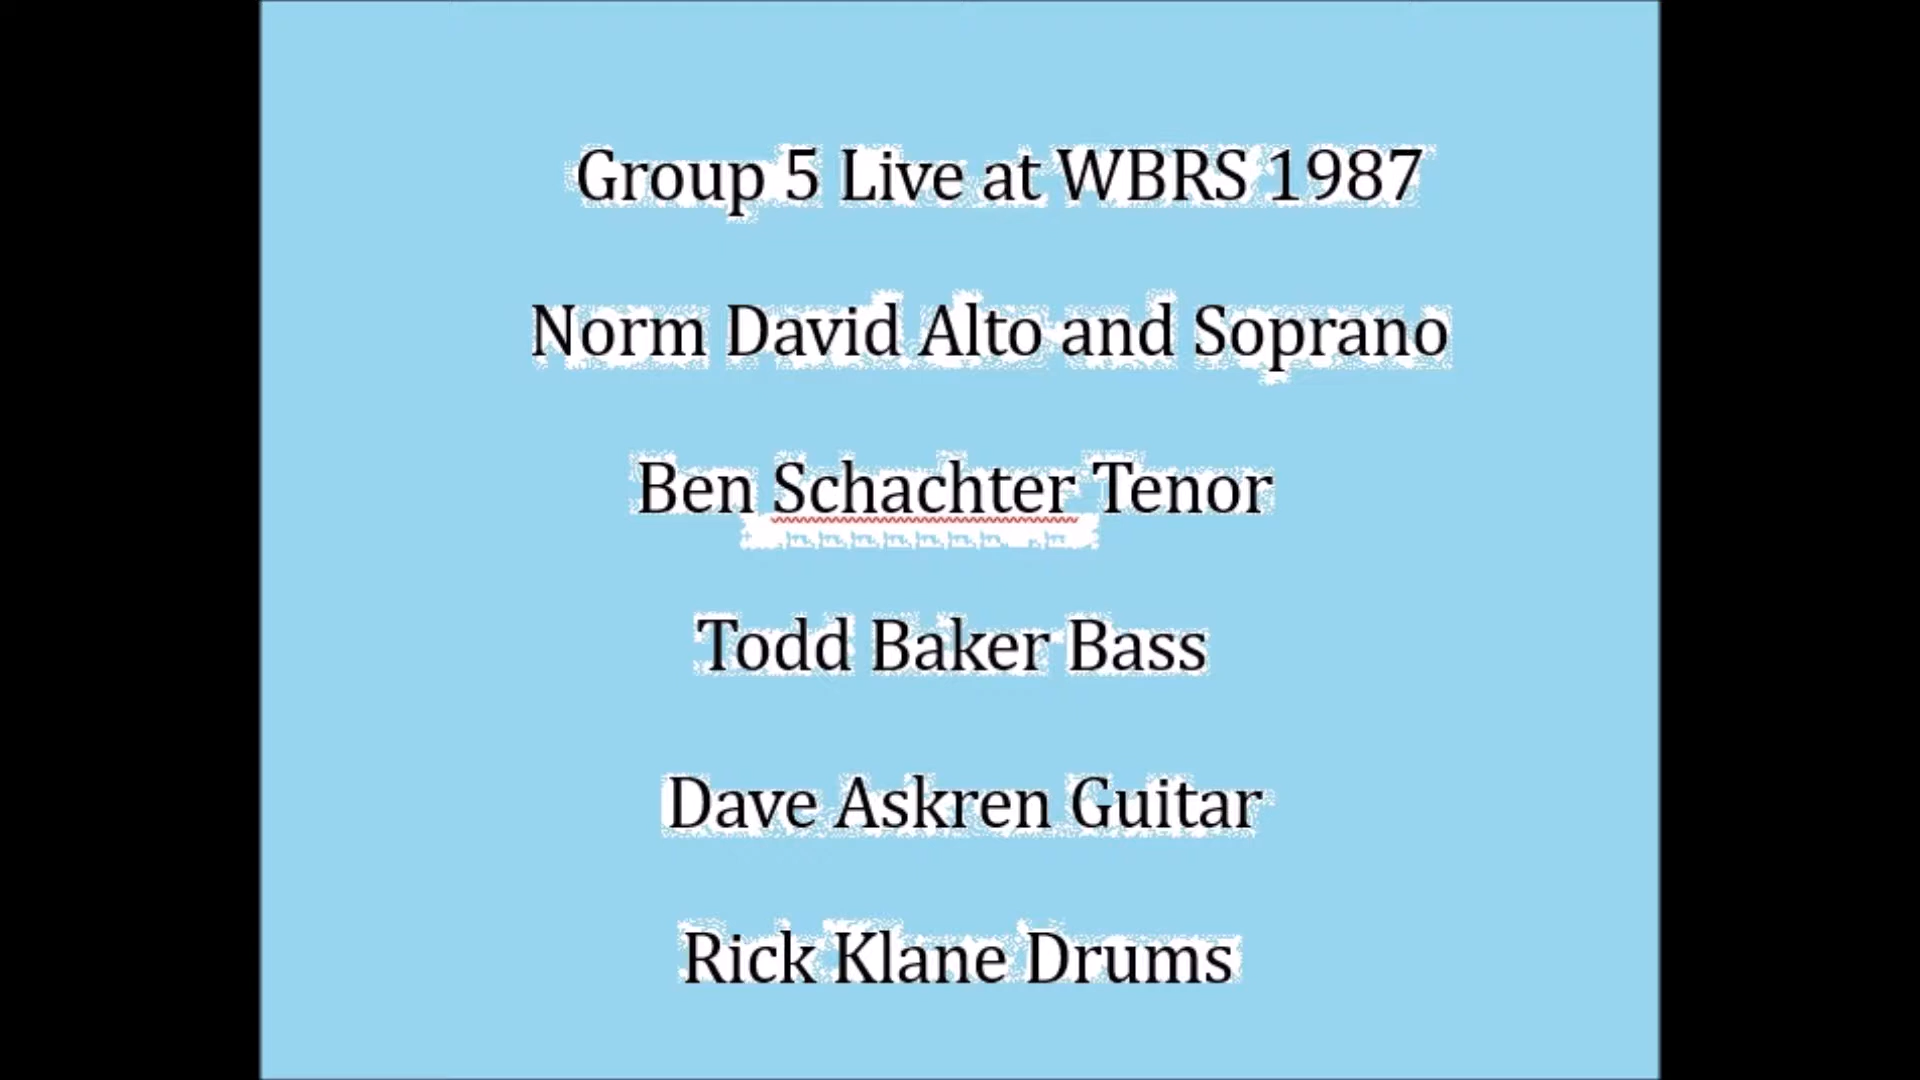 Group 5 Live at WBRS 1987
Norm David Alto and Soprano
Ben Schachter Tenor
Todd Baker Bass
Dave Askren Guitar
Rick Klane Drums